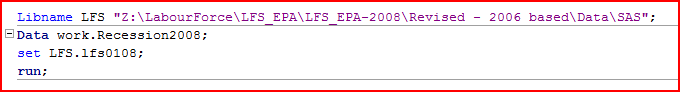 Libname LFS "Z:\LabourForce\LFS_EPA\LFS_EPA-2008\Revised - 2006 based\Data\SAS";
Data work.Recession2008;
set LFS.lfs0108;
run;